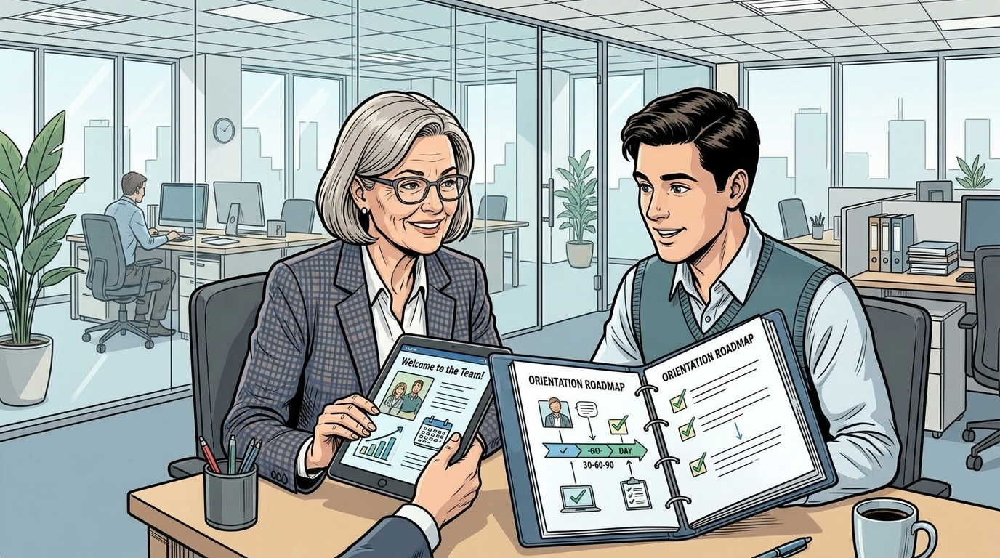 Welcome to the Team!
ORIENTATION ROADMAP
-60-
DAY
30-60-90
ORIENTATION ROADMAP